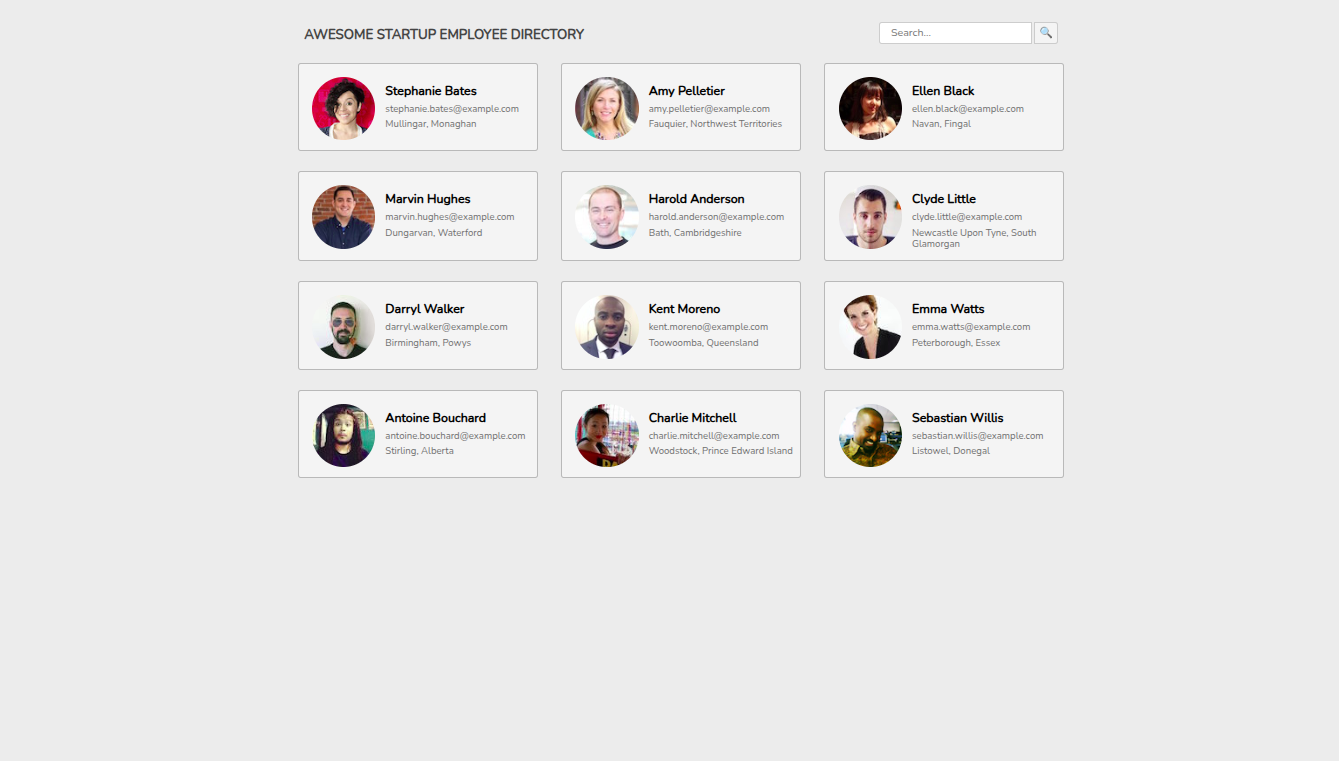 AWESOME STARTUP EMPLOYEE DIRECTORY
Search...
Stephanie Bates
stephanie.bates@example.com
Mullingar, Monaghan
Amy Pelletier
amy.pelletier@example.com
Fauquier, Northwest Territories
Ellen Black
ellen.black@example.com
Navan, Fingal
Marvin Hughes
marvin.hughes@example.com
Dungarvan, Waterford
Harold Anderson
harold.anderson@example.com
Bath, Cambridgeshire
Clyde Little
clyde.little@example.com
Newcastle Upon Tyne, South
Glamorgan
Darryl Walker
darryl.walker@example.com
Birmingham, Powys
Kent Moreno
kent.moreno@example.com
Toowoomba, Queensland
Emma Watts
emma.watts@example.com
Peterborough, Essex
Antoine Bouchard
antoine.bouchard@example.com
Stirling, Alberta
Charlie Mitchell
charlie.mitchell@example.com
Woodstock, Prince Edward Island
Sebastian Willis
sebastian.willis@example.com
Listowel, Donegal